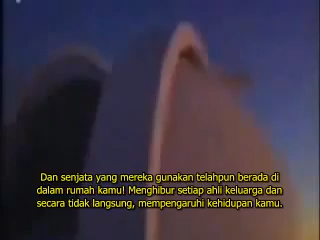 Dan senjata yang mereka gunakan telahpun berada di
dalam rumah kamu! Menghibur setiap ahli keluarga dan
secara tidak langsung, mempengaruhi kehidupan kamu.